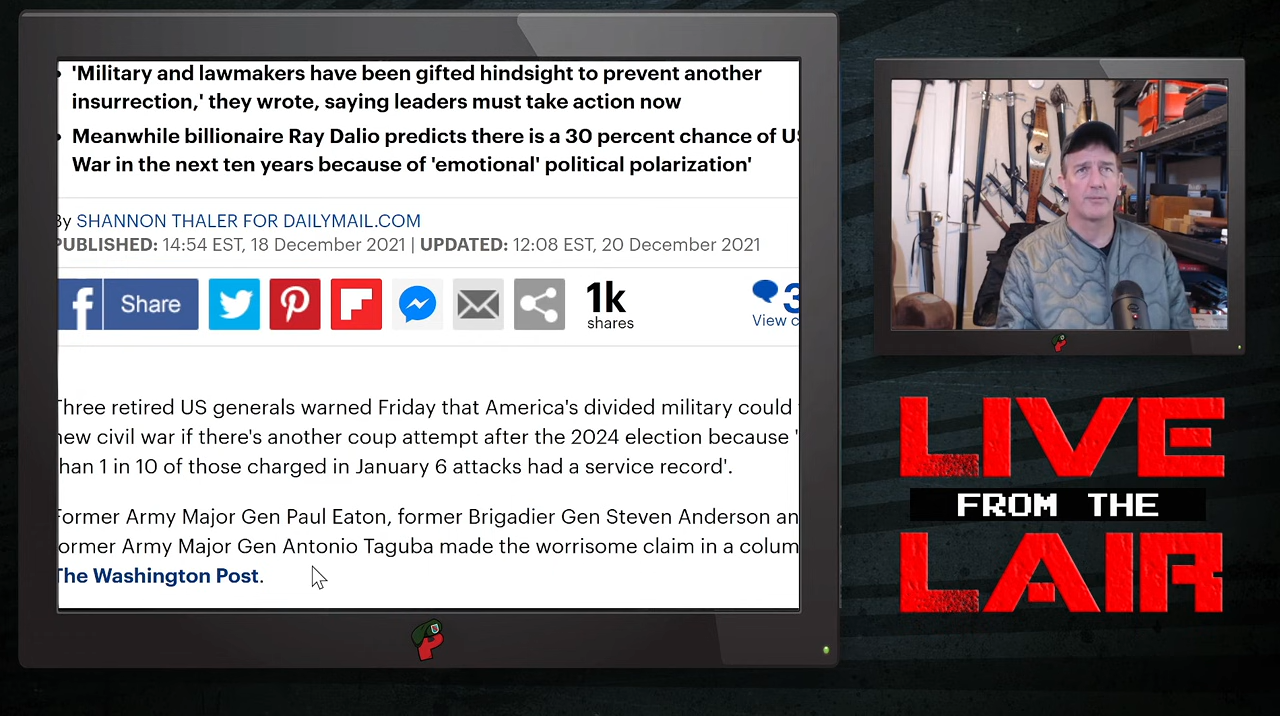 'Military and lawmakers have been gifted hindsight to prevent another
insurrection,' they wrote, saying leaders must take action now
Meanwhile billionaire Ray Dalio predicts there is a 30 percent chance of US
War in the next ten years because of 'emotional' political polarization'
By SHANNON THALER FOR DAILYMAIL.COM
PUBLISHED: 14:54 EST, 18 December 2021 | UPDATED: 12:08 EST, 20 December 2021
f Share
1k
shares
3
View c
Three retired US generals warned Friday that America's divided military could
new civil war if there's another coup attempt after the 2024 election because '
than 1 in 10 of those charged in January 6 attacks had a service record'.
Former Army Major Gen Paul Eaton, former Brigadier Gen Steven Anderson an
former Army Major Gen Antonio Taguba made the worrisome claim in a colum
The Washington Post.
LIVE
FROM THE
LAIR